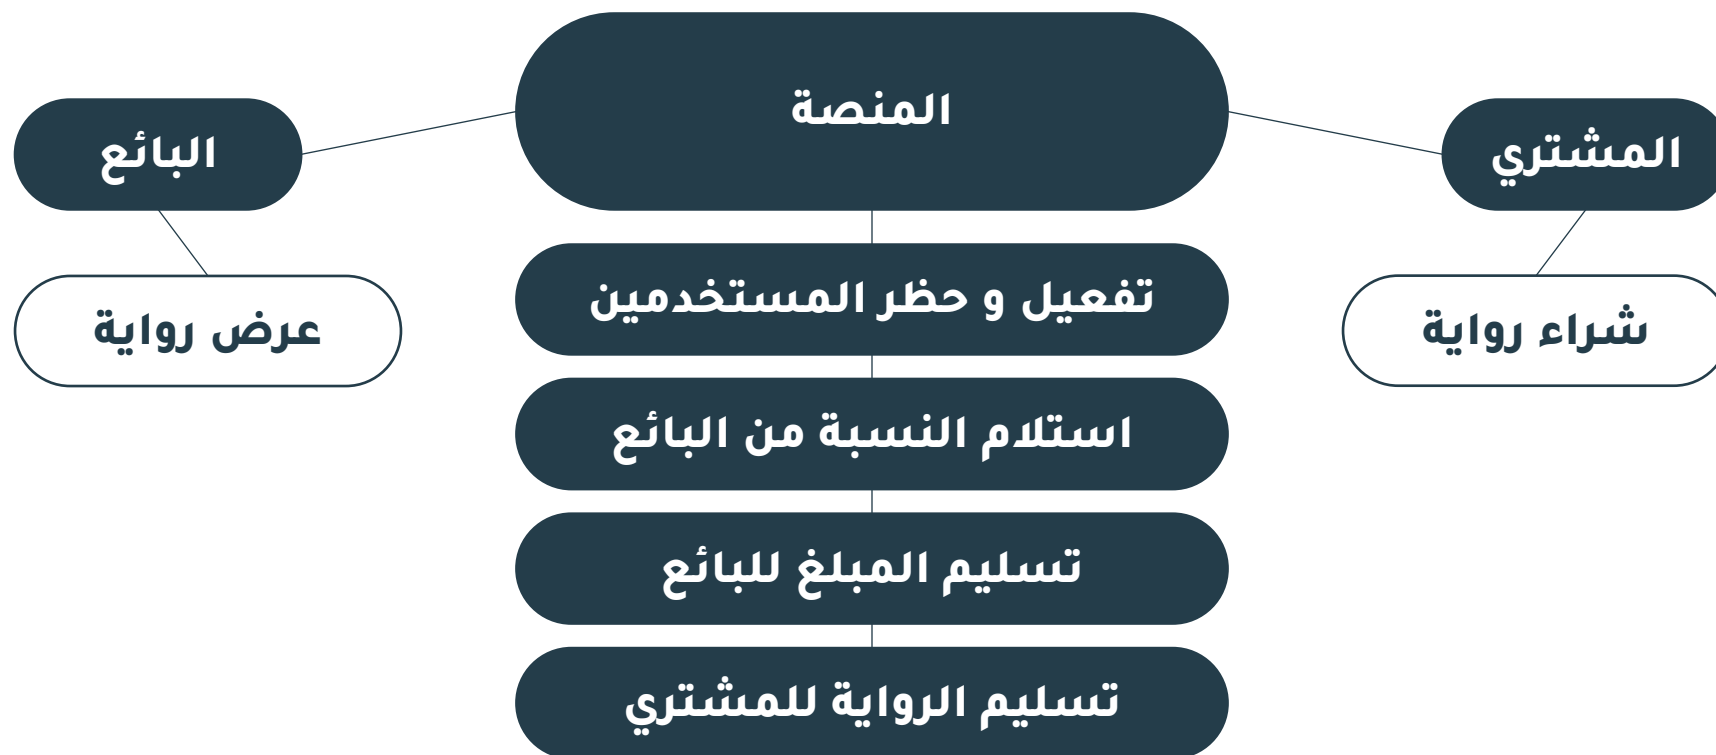 المنصة
المشتري
البائع
شراء رواية
عرض رواية
تفعيل و حظر المستخدمين
استلام النسبة من البائع
تسليم المبلغ للبائع
تسليم الرواية للمشتري